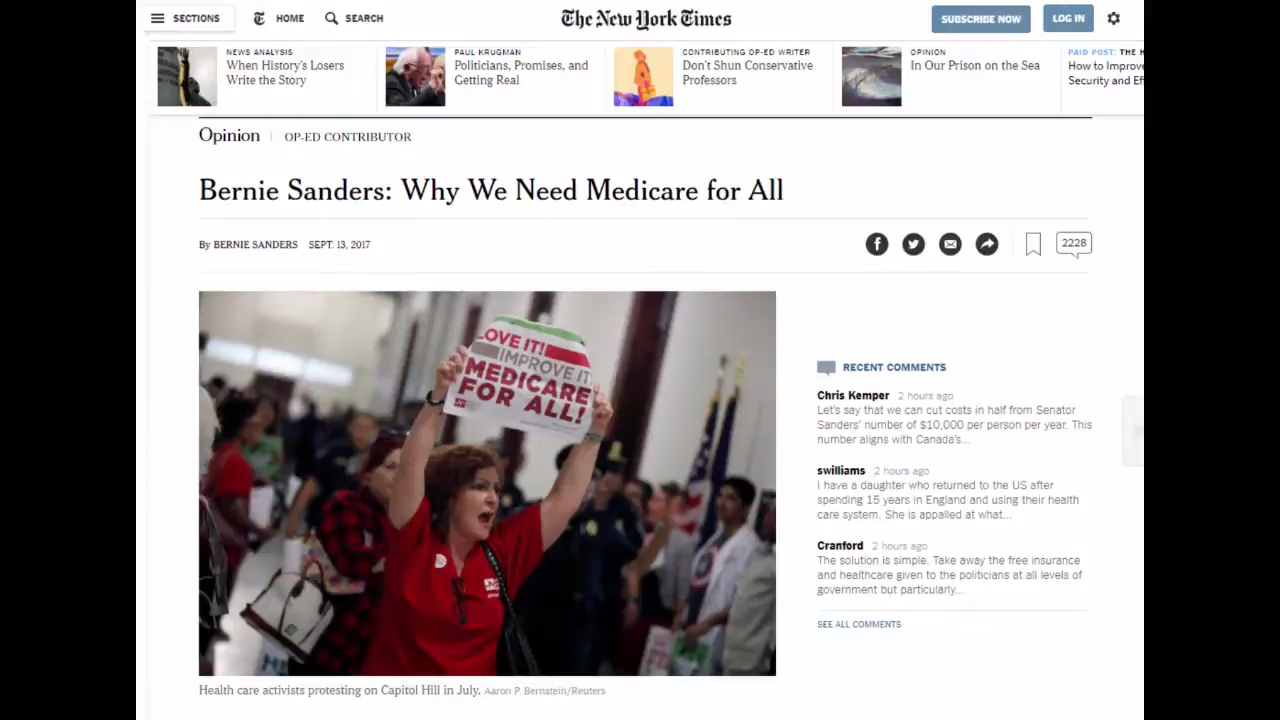 SECTIONS
HOME
SEARCH
The New York Times
SUBSCRIBE NOW
LOG IN
NEWS ANALYSIS
When History's Losers
Write the Story
PAUL KRUGMAN
Politicians, Promises, and
Getting Real
CONTRIBUTING OP-ED WRITER
Don't Shun Conservative
Professors
OPINION
In Our Prison on the Sea
PAID POST: THE
How to Improve
Security and
Opinion
OP-ED CONTRIBUTOR
Bernie Sanders: Why We Need Medicare for All
By BERNIE SANDERS SEPT. 13, 2017
2228
LOVE IT!
IMPROVE IT!
MEDICARE
FOR ALL!
Health care activists protesting on Capitol Hill in July. Aaron P. Bernstein/Reuters
RECENT COMMENTS
Chris Kemper 2 hours ago
Let's say that we can cut costs in half from Senator
Sanders' number of $10,000 per person per year. This
number aligns with Canada's...
swilliams 2 hours ago
I have a daughter who returned to the US after
spending 15 years in England and using their health
care system. She is appalled at what...
Cranford 2 hours ago
The solution is simple. Take away the free insurance
and healthcare given to the politicians at all levels of
government but particularly...
SEE ALL COMMENTS